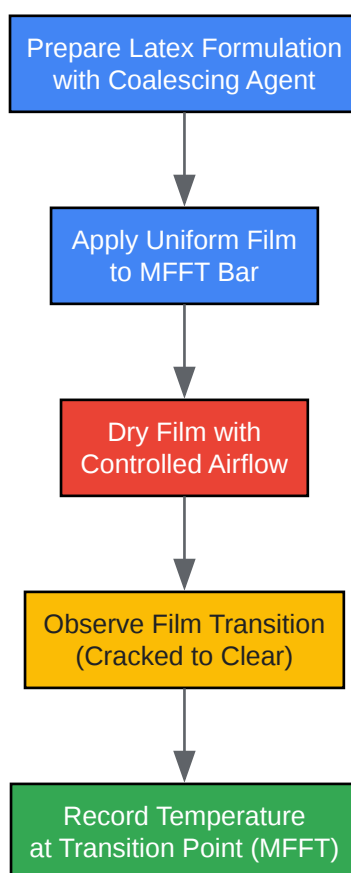 Prepare Latex Formulation
with Coalescing Agent
Apply Uniform Film
to MFFT Bar
Dry Film with
Controlled Airflow
Observe Film Transition
(Cracked to Clear)
Record Temperature
at Transition Point (MFFT)